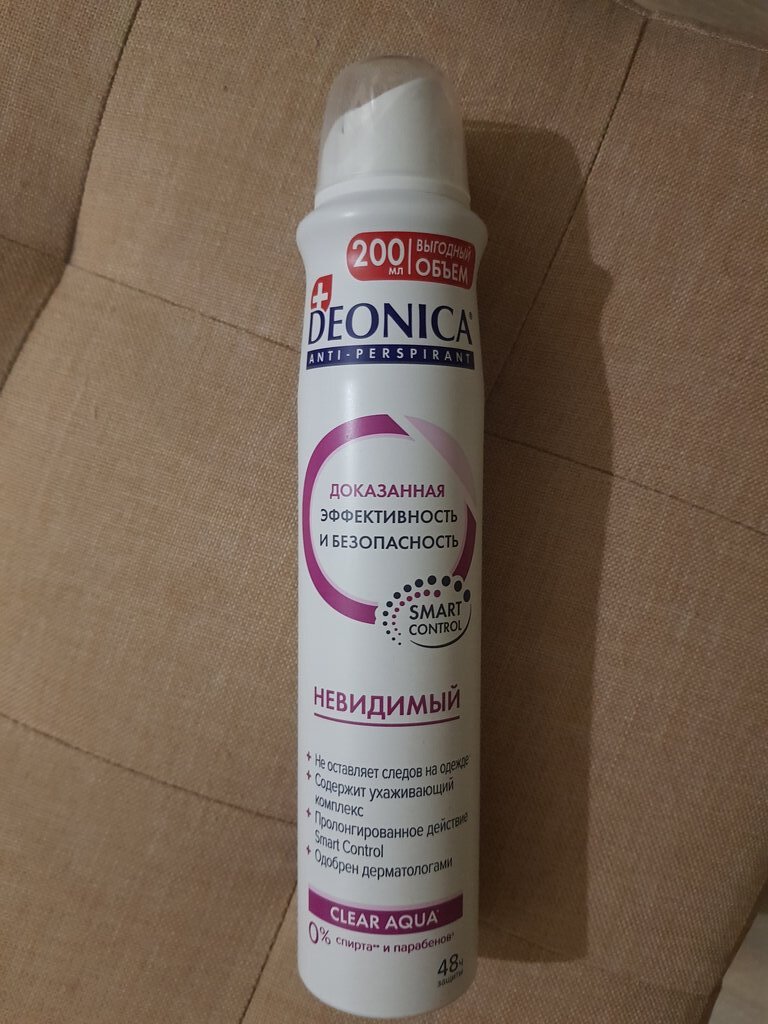 200 мл
ВЫГОДНЫЙ
ОБЪЕМ
DEONICA®
ANTI-PERSPIRANT
ДОКАЗАННАЯ
ЭФФЕКТИВНОСТЬ
И БЕЗОПАСНОСТЬ
SMART
CONTROL
НЕВИДИМЫЙ
Не оставляет следов на одежде
Содержит ухаживающий
комплекс
Пролонгированное действие
Smart Control
Одобрен дерматологами
CLEAR AQUA*
0% спирта** и парабенов*
48ч
защиты